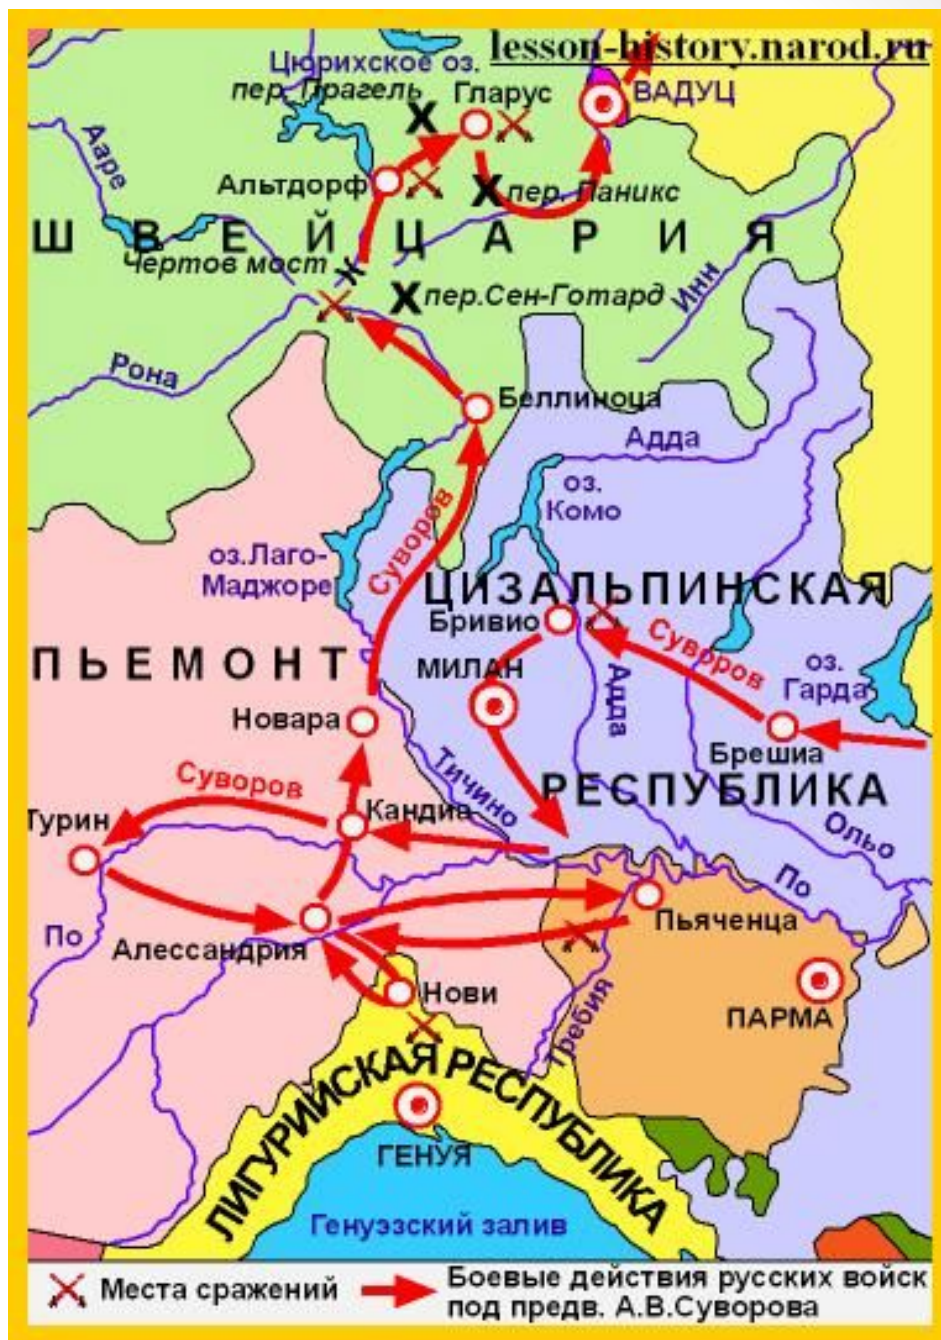 lesson-history.narod.ru
Цюрихское оз.
пер. Прагель
Гларус
ВАДУЦ
Ааре
Альтдорф
пер. Паникс
ШВЕЙЦАРИЯ
Чертов мост
пер.Сен-Готард
Инн
Рона
Беллиноца
Адда
оз.
Комо
Суворов
оз.Лаго-
Маджоре
ЦИЗАЛЬПИНСКАЯ
Бривио
Суворов
ПЬЕМОНТ
МИЛАН
Адда
оз.
Гарда
Новара
Брешиа
Тичино
РЕСПУБЛИКА
Суворов
Турин
Кандиа
Ольо
По
Пьяченца
По
Алессандрия
Нови
Требия
ПАРМА
ЛИГУРИЙСКАЯ РЕСПУБЛИКА
ГЕНУЯ
Генуэзский залив
Места сражений
Боевые действия русских войск
под предв. А.В.Суворова